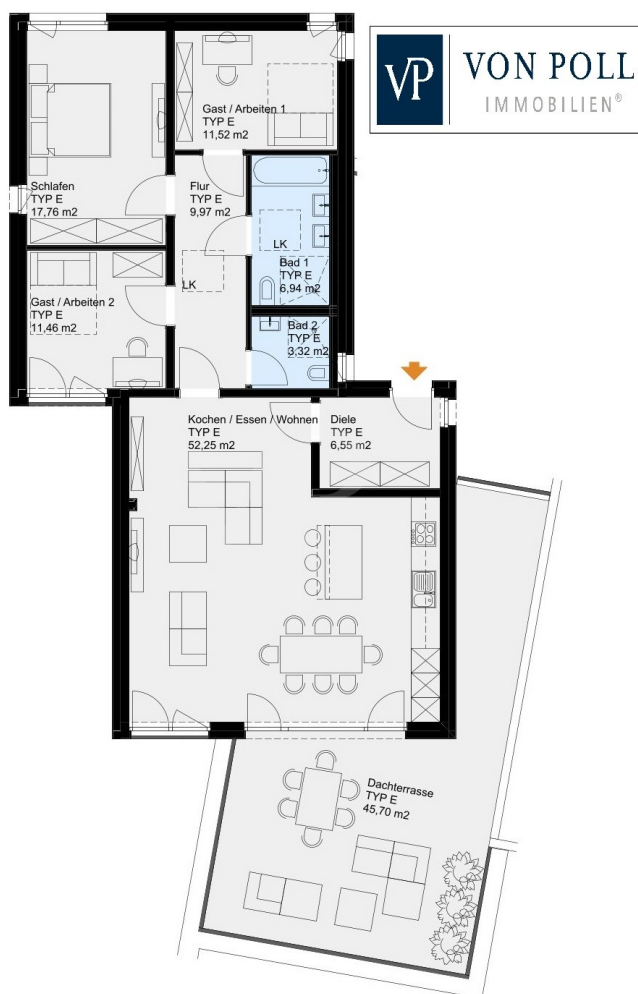 VP
VON POLL
IMMOBILIEN®
Gast / Arbeiten 1
TYP E
11,52 m2
Schlafen
TYP E
17,76 m2
Flur
TYP E
9,97 m2
LK
Bad 1
TYP E
6,94 m2
LK
Gast / Arbeiten 2
TYP E
11,46 m2
Bad 2
TYP E
3,32 m2
Kochen / Essen / Wohnen
TYP E
52,25 m2
Diele
TYP E
6,55 m2
Dachterrasse
TYP E
45,70 m2